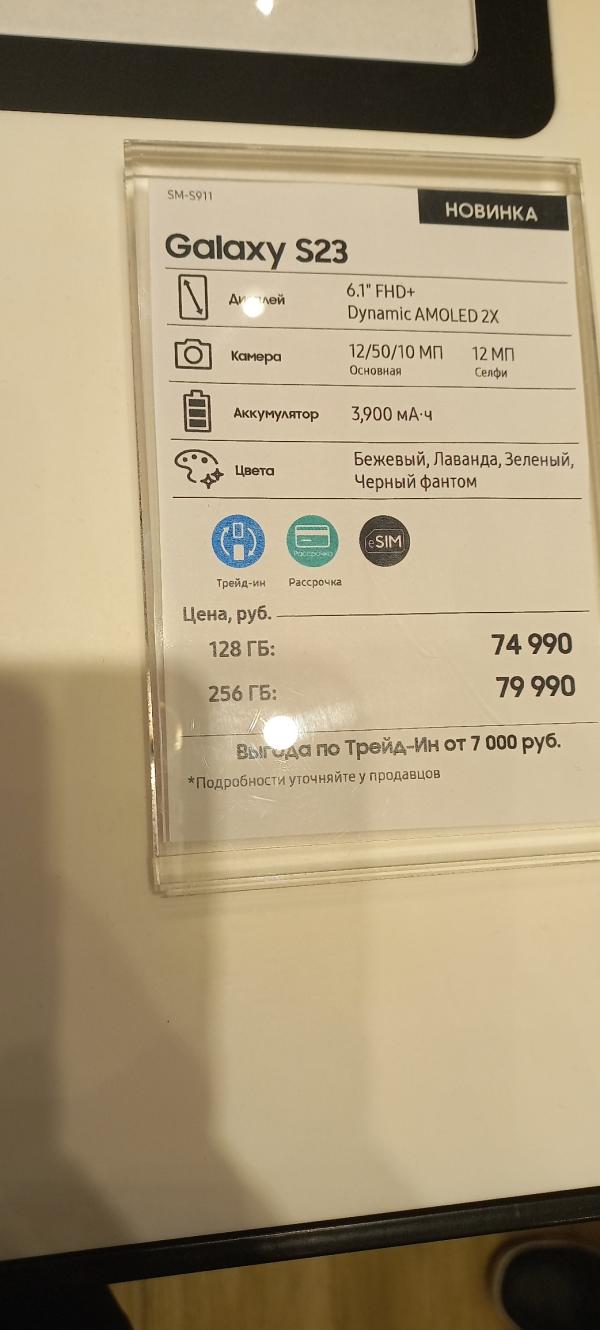 SM-S911
НОВИНКА
Galaxy S23
Дисплей
6.1" FHD+
Dynamic AMOLED 2X
Камера
12/50/10 МП
Основная
12 МП
Селфи
Аккумулятор
3,900 мА·ч
Цвета
Бежевый, Лаванда, Зеленый,
Черный фантом
Рассрочка
eSIM
Трейд-ин
Рассрочка
Цена, руб.
128 ГБ: 74 990
256 ГБ: 79 990
Выгода по Трейд-Ин от 7 000 руб.
*Подробности уточняйте у продавцов